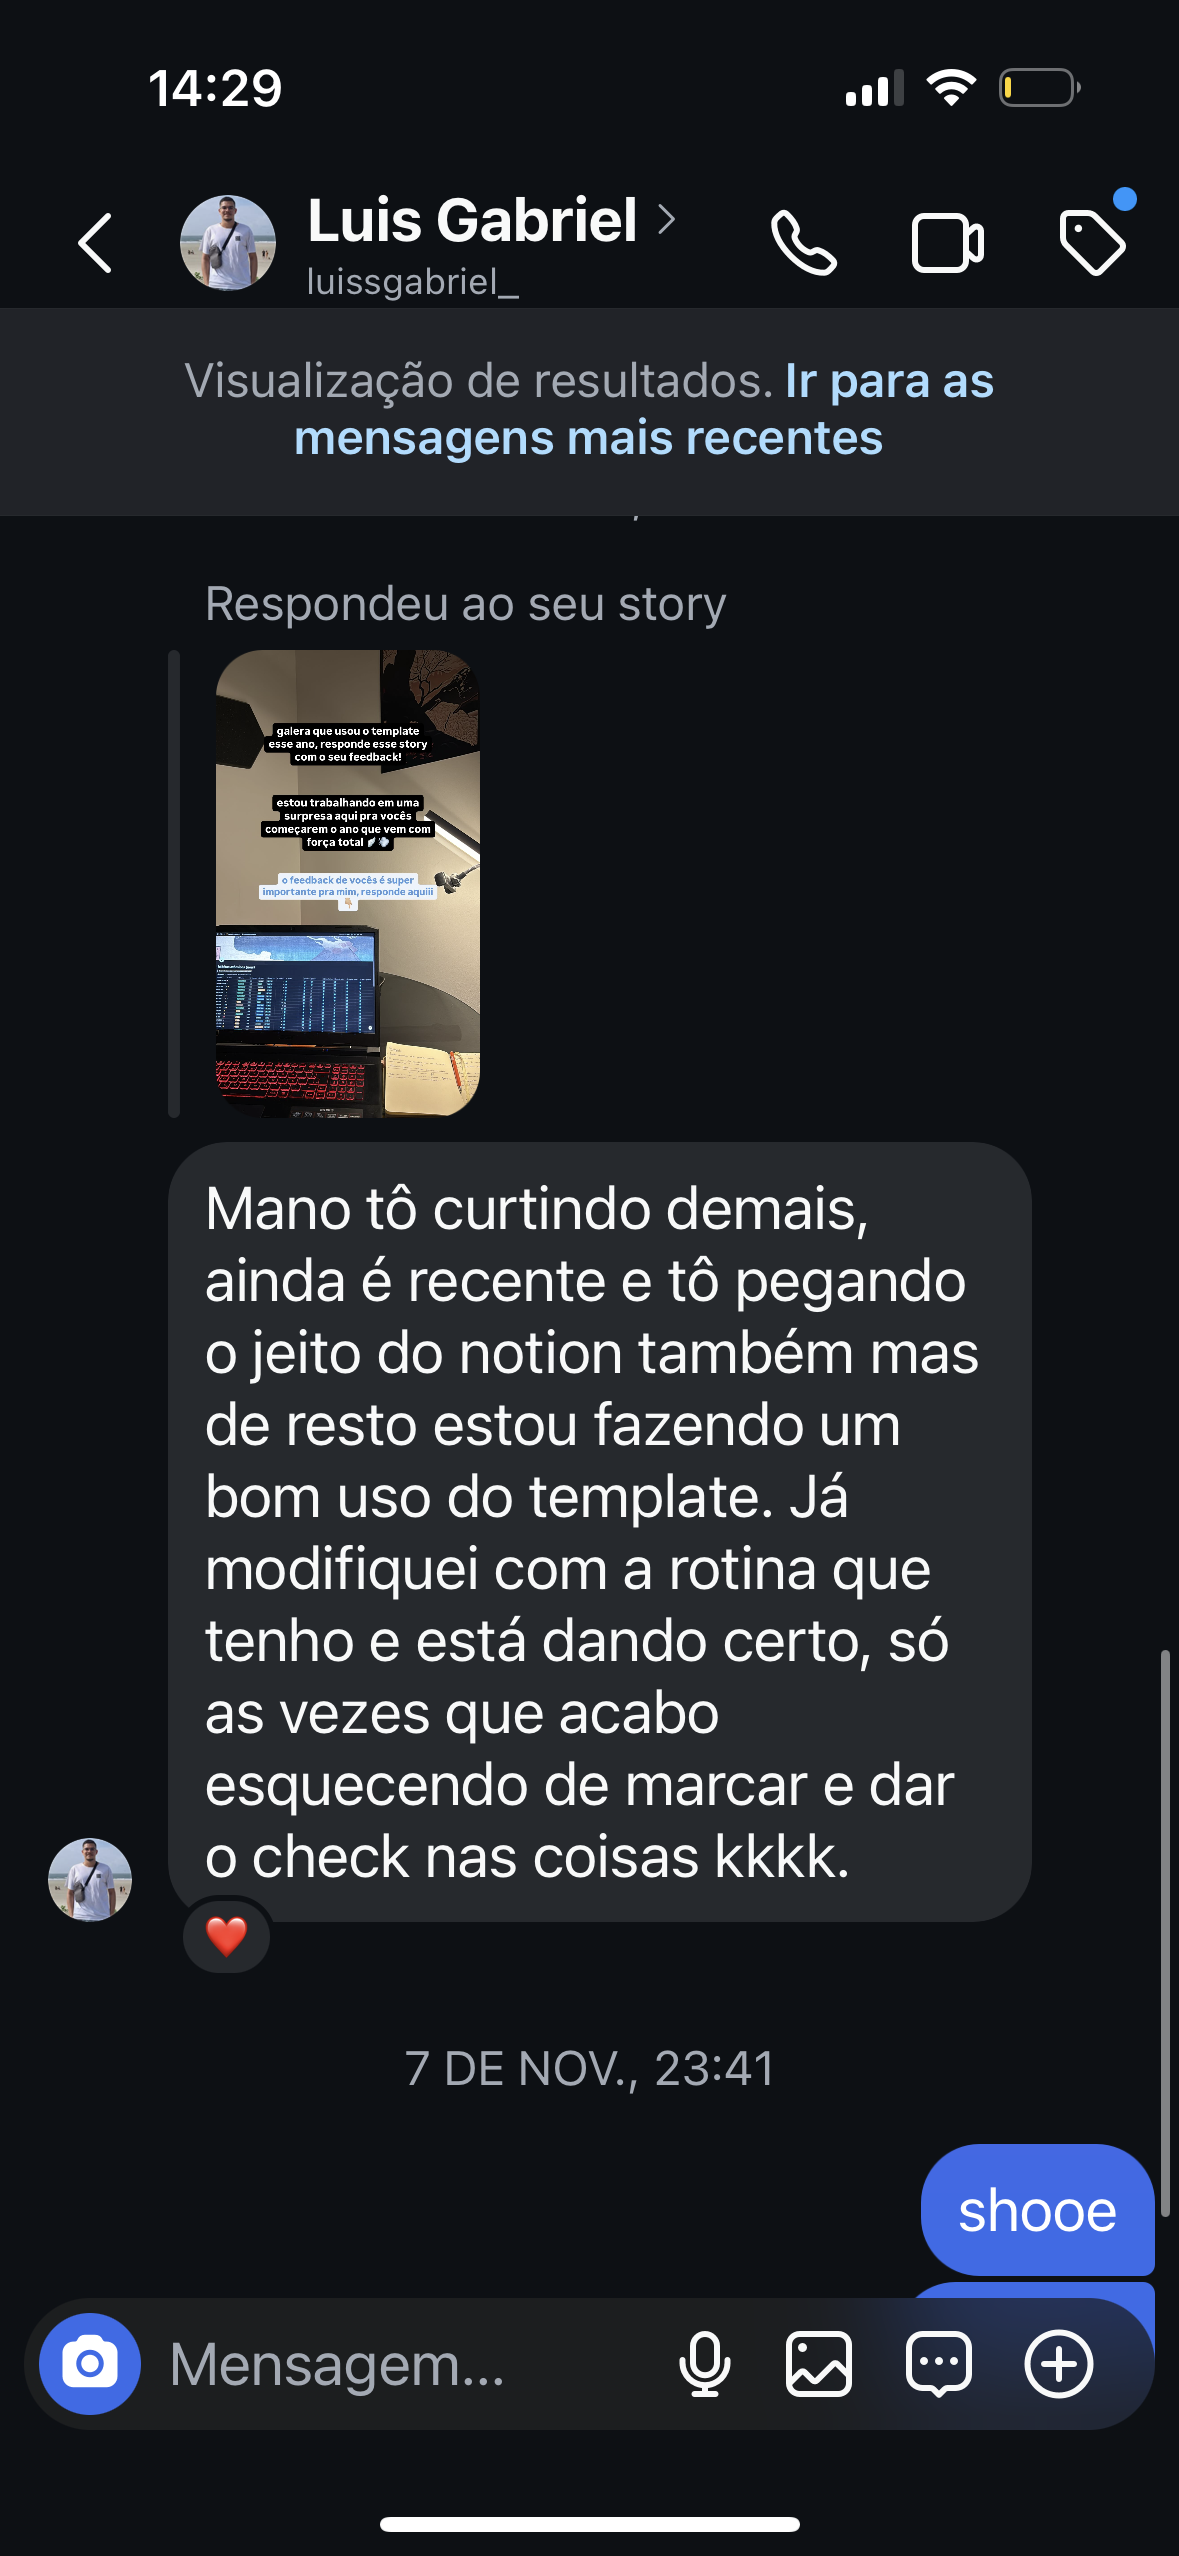 14:29
Luis Gabriel
luissgabriel_
Visualização de resultados. Ir para as
mensagens mais recentes
Respondeu ao seu story
galera que usou o template
esse ano, responde esse story
com o seu feedback!
estou trabalhando em uma
surpresa aqui pra vocês
começarem o ano que vem com
força total
o feedback de vocês é super
importante pra mim, responde aquiii
Mano tô curtindo demais,
ainda é recente e tô pegando
o jeito do notion também mas
de resto estou fazendo um
bom uso do template. Já
modifiquei com a rotina que
tenho e está dando certo, só
as vezes que acabo
esquecendo de marcar e dar
o check nas coisas kkkk.
7 DE NOV., 23:41
shooe
Mensagem...